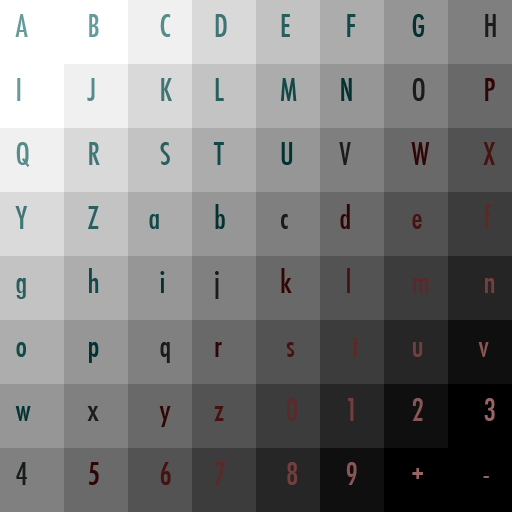 A B C D E F G H
I J K L M N O P
Q R S T U V W X
Y Z a b c d e f
g h i j k l m n
o p q r s t u v
w x y z 0 1 2 3
4 5 6 7 8 9 + -